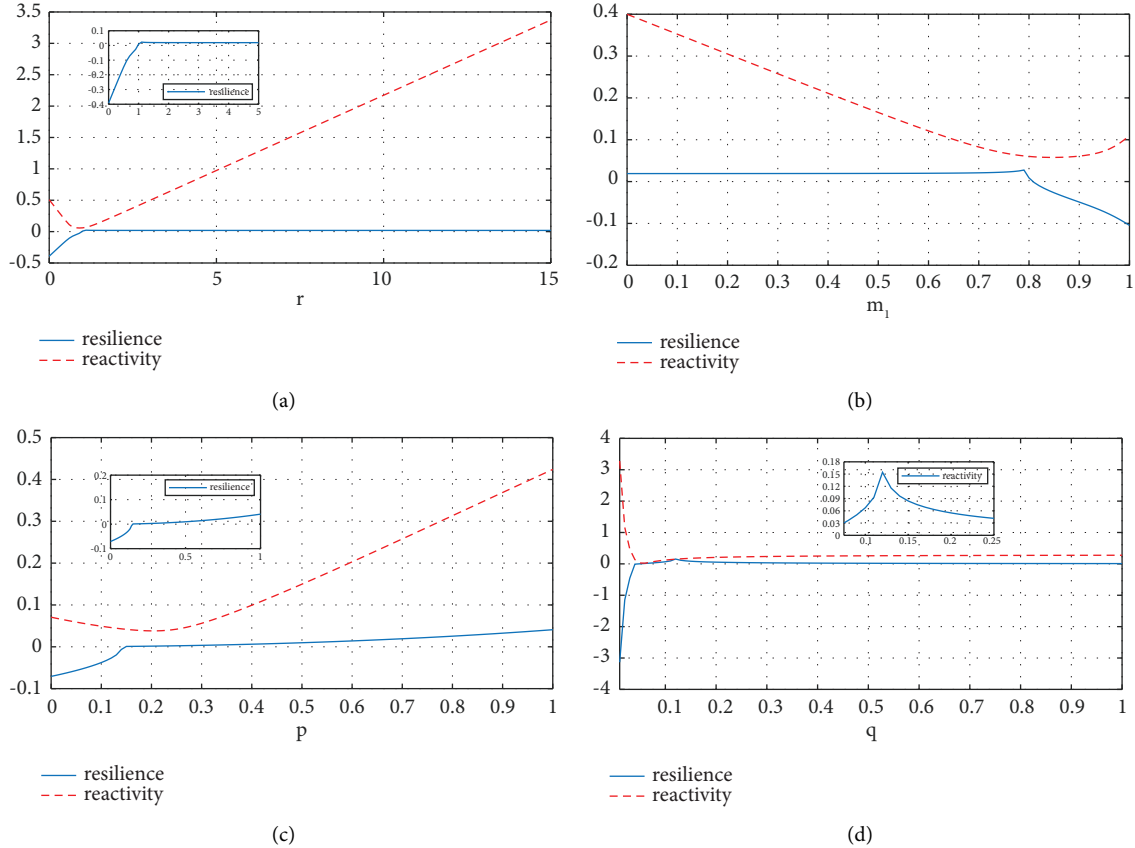 3.5
3
2.5
2
1.5
1
0.5
0
-0.5
0.1
0
-0.1
-0.2
-0.3
-0.4
0 1 2 3 4 5
resilience
0 5 10 15
r
resilience
reactivity
(a)
0.4
0.3
0.2
0.1
0
-0.1
-0.2
0 0.1 0.2 0.3 0.4 0.5 0.6 0.7 0.8 0.9 1
m1
resilience
reactivity
(b)
0.5
0.4
0.3
0.2
0.1
0
-0.1
0.2
0.1
0
-0.1
0 0.5 1
resilience
0 0.1 0.2 0.3 0.4 0.5 0.6 0.7 0.8 0.9 1
p
resilience
reactivity
(c)
4
3
2
1
0
-1
-2
-3
-4
0.18
0.15
0.12
0.09
0.06
0.03
0
0.1 0.15 0.2 0.25
reactivity
0.1 0.2 0.3 0.4 0.5 0.6 0.7 0.8 0.9 1
q
resilience
reactivity
(d)